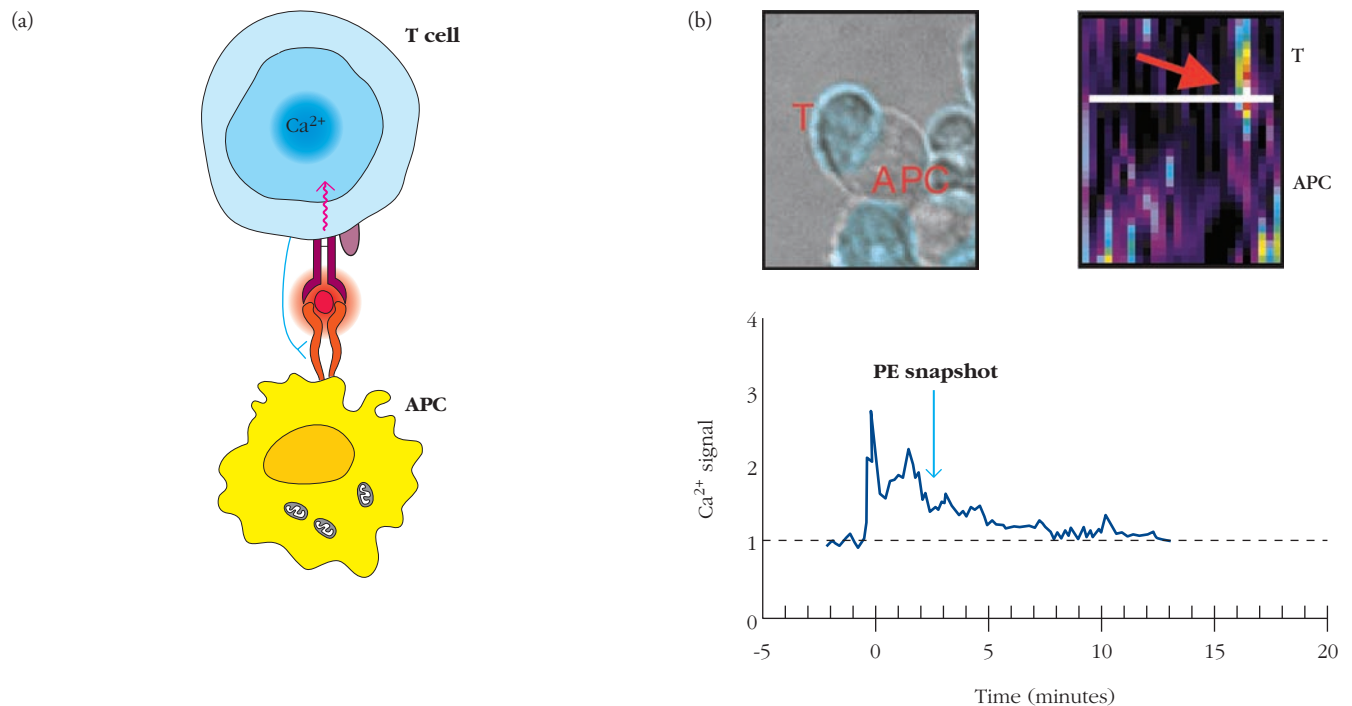 (a)
T cell
Ca²⁺
APC
(b)
T
APC
T
APC
PE snapshot
Ca²⁺ signal
4
3
2
1
0
-5
0
5
10
15
20
Time (minutes)